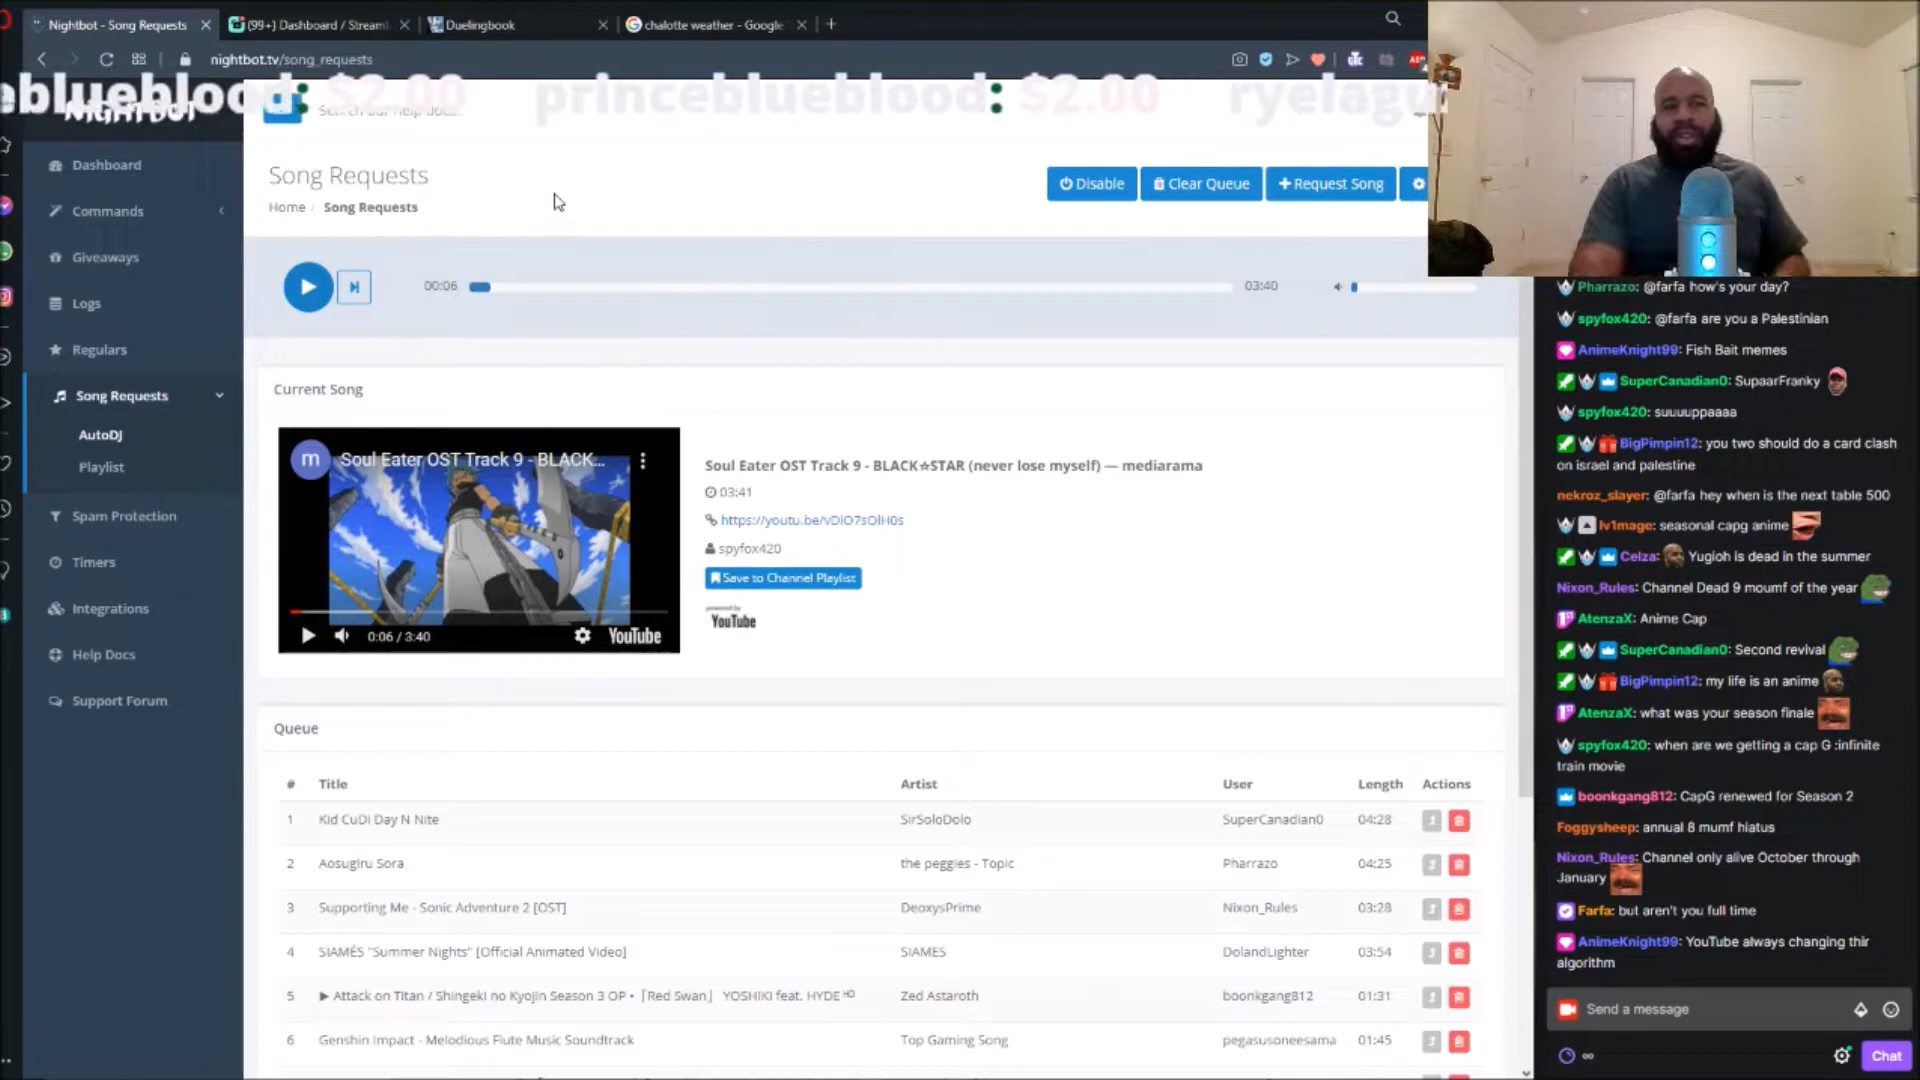 Nightbot - Song Requests
(99+) Dashboard / Streaml
Duelingbook
chalotte weather - Google
nightbot.tv/song_requests
blueblood: $2.00 princeblueblood: $2.00
NIGHTBOT
Search our help docs...
Dashboard
Commands
Giveaways
Logs
Regulars
Song Requests
AutoDJ
Playlist
Spam Protection
Timers
Integrations
Help Docs
Support Forum
Song Requests
Home / Song Requests
Disable
Clear Queue
+Request Song
00:06
03:40
Current Song
m
Soul Eater OST Track 9 - BLACK...
0:06 / 3:40
YouTube
Soul Eater OST Track 9 - BLACK☆STAR (never lose myself) — mediarama
03:41
https://youtu.be/vDlO7sOlH0s
spyfox420
Save to Channel Playlist
powered by
YouTube
Queue
# Title Artist User Length Actions
1 Kid CuDi Day N Nite SirSoloDolo SuperCanadian0 04:28
2 Aosugiru Sora the peggies - Topic Pharrazo 04:25
3 Supporting Me - Sonic Adventure 2 [OST] DeoxysPrime Nixon_Rules 03:28
4 SIAMÉS "Summer Nights" [Official Animated Video] SIAMES DolandLighter 03:54
5 ▶ Attack on Titan / Shingeki no Kyojin Season 3 OP •「Red Swan」 YOSHIKI feat. HYDE ᴴᴰ Zed Astaroth boonkgang812 01:31
6 Genshin Impact - Melodious Flute Music Soundtrack Top Gaming Song pegasusoneesama 01:45
Pharrazo: @farfa how's your day?
spyfox420: @farfa are you a Palestinian
AnimeKnight99: Fish Bait memes
SuperCanadian0: SupaarFranky
spyfox420: suuuuppaaaa
BigPimpin12: you two should do a card clash
on israel and palestine
nekroz_slayer: @farfa hey when is the next table 500
lv1mage: seasonal capg anime
Celza: Yugioh is dead in the summer
Nixon_Rules: Channel Dead 9 moumf of the year
AtenzaX: Anime Cap
SuperCanadian0: Second revival
BigPimpin12: my life is an anime
AtenzaX: what was your season finale
spyfox420: when are we getting a cap G :infinite
train movie
boonkgang812: CapG renewed for Season 2
Foggysheep: annual 8 mumf hiatus
Nixon_Rules: Channel only alive October through
January
Farfa: but aren't you full time
AnimeKnight99: YouTube always changing thir
algorithm
Send a message
Chat